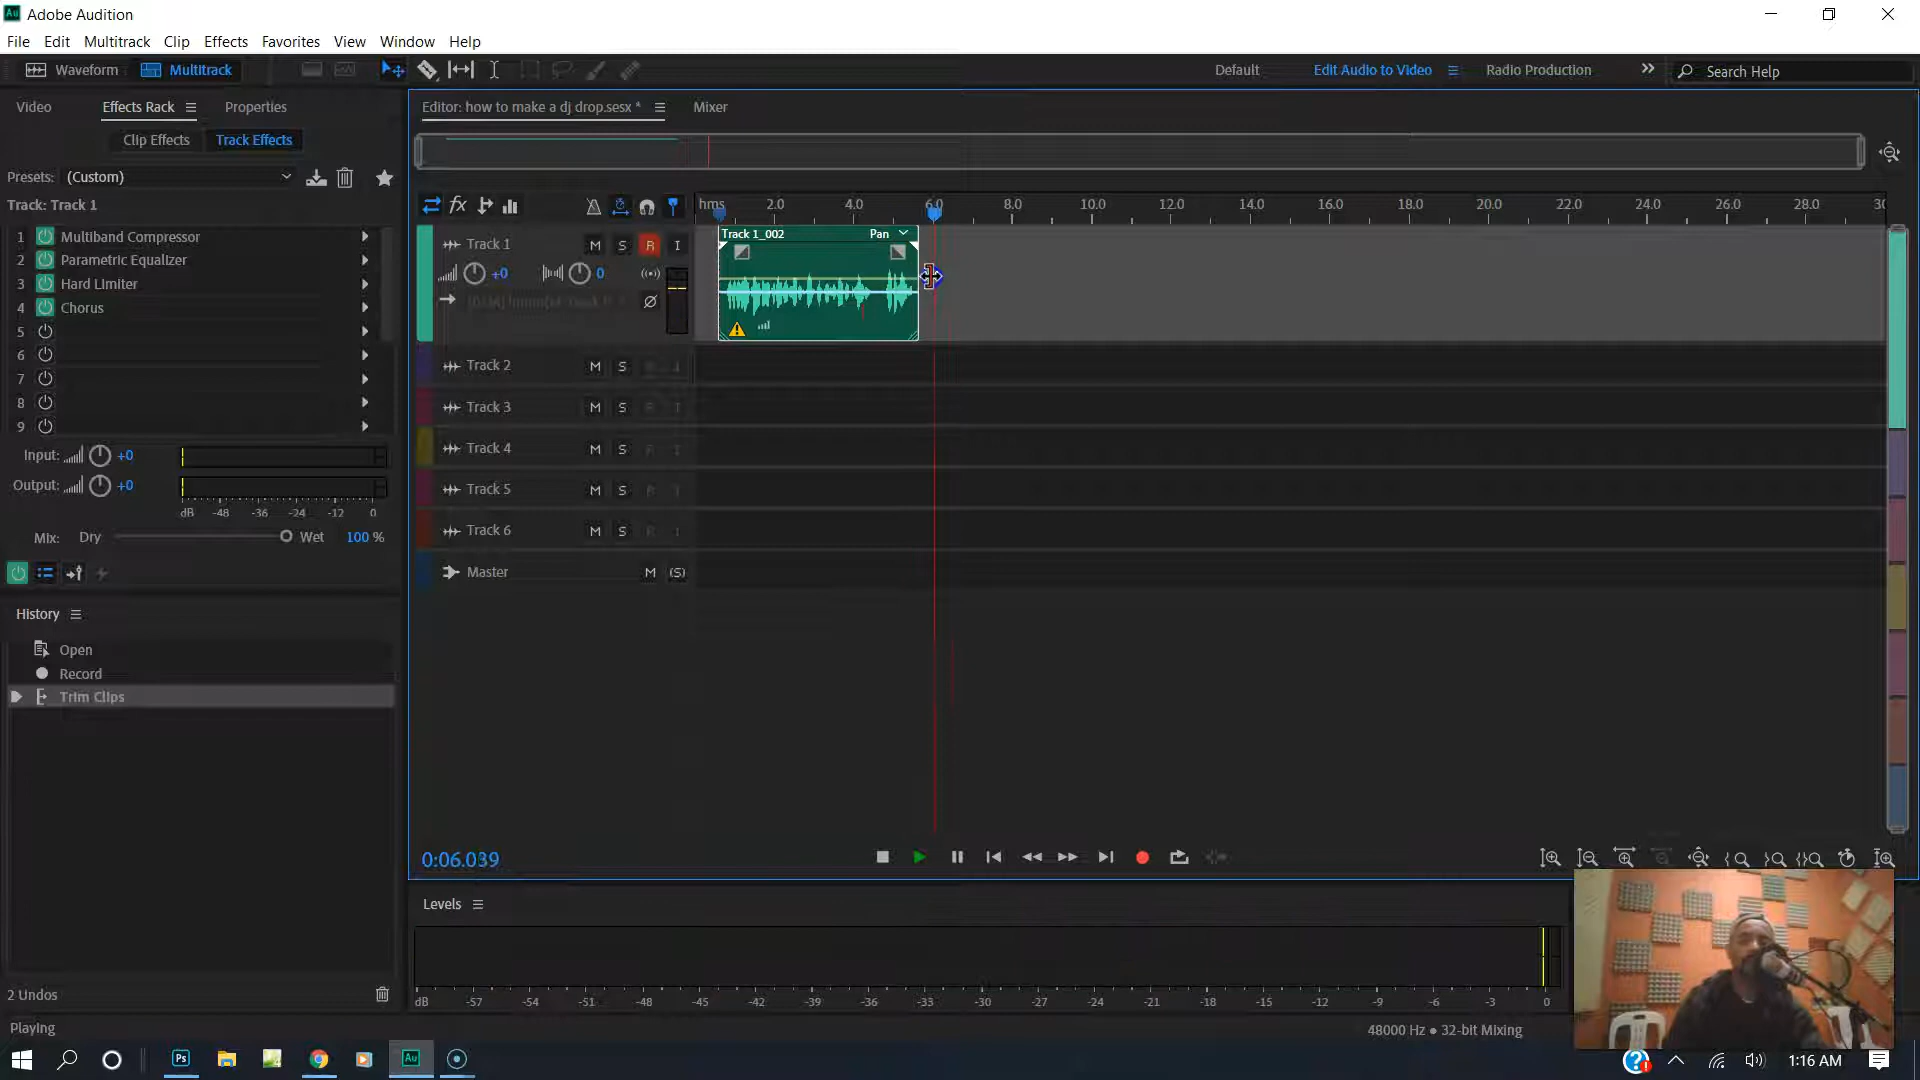 Au Adobe Audition
File Edit Multitrack Clip Effects Favorites View Window Help
Waveform Multitrack Default Edit Audio to Video Radio Production Search Help
Video Effects Rack Properties Editor: how to make a dj drop.sesx * Mixer
Clip Effects Track Effects
Presets: (Custom)
Track: Track 1
hms 2.0 4.0 6.0 8.0 10.0 12.0 14.0 16.0 18.0 20.0 22.0 24.0 26.0 28.0 30
1 Multiband Compressor
2 Parametric Equalizer
3 Hard Limiter
4 Chorus
5
6
7
8
9
Track 1 M S R I
+0 0
Track 1_002 Pan
Track 2 M S R I
Track 3 M S R I
Track 4 M S R I
Track 5 M S R I
Track 6 M S R I
Master M (S)
Input: +0
Output: +0
dB -48 -36 -24 -12 0
Mix: Dry Wet 100 %
History
Open
Record
Trim Clips
2 Undos
0:06.039
Levels
dB -57 -54 -51 -48 -45 -42 -39 -36 -33 -30 -27 -24 -21 -18 -15 -12 -9 -6 -3 0
Playing
48000 Hz ● 32-bit Mixing
Ps Au 1:16 AM